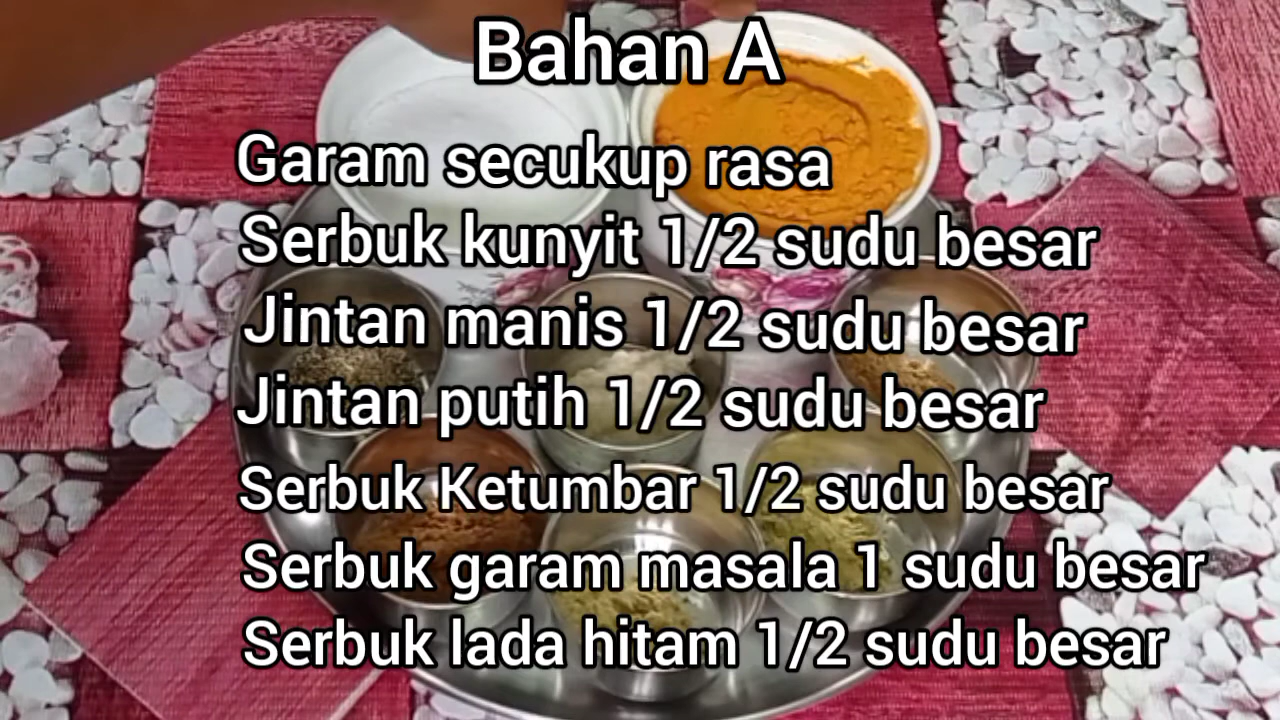 Bahan A
Garam secukup rasa
Serbuk kunyit 1/2 sudu besar
Jintan manis 1/2 sudu besar
Jintan putih 1/2 sudu besar
Serbuk Ketumbar 1/2 sudu besar
Serbuk garam masala 1 sudu besar
Serbuk lada hitam 1/2 sudu besar